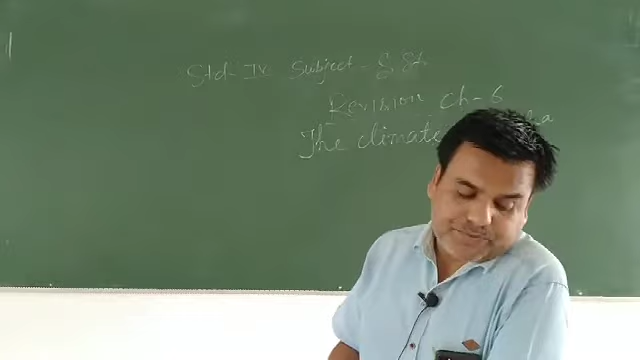 Std-IV Subject = S.St
Revision Ch-6
The climate